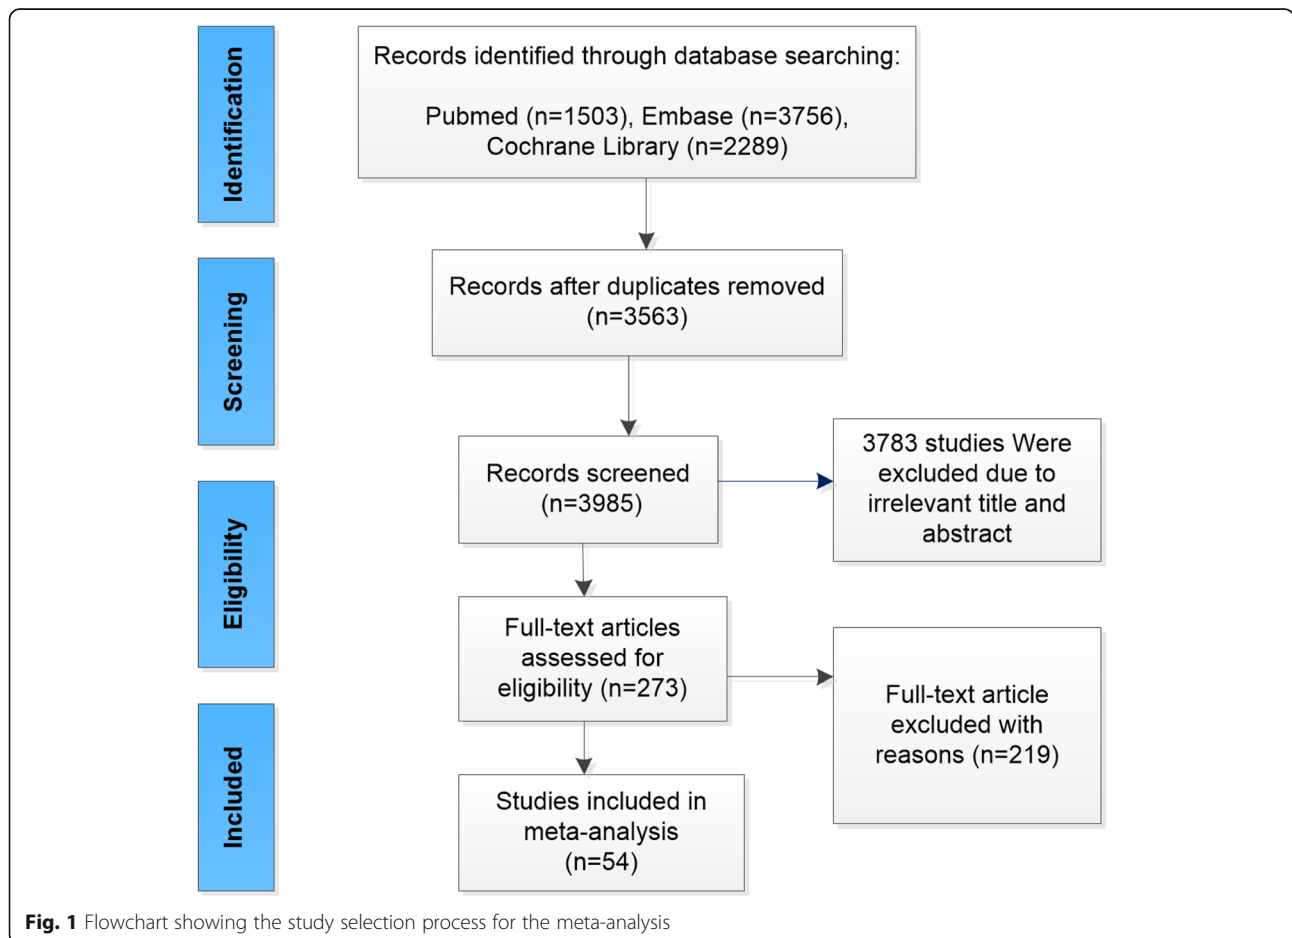 Identification
Records identified through database searching:
Pubmed (n=1503), Embase (n=3756),
Cochrane Library (n=2289)
Screening
Records after duplicates removed
(n=3563)
Records screened
(n=3985)
3783 studies Were
excluded due to
irrelevant title and
abstract
Eligibility
Full-text articles
assessed for
eligibility (n=273)
Full-text article
excluded with
reasons (n=219)
Included
Studies included in
meta-analysis
(n=54)
Fig. 1 Flowchart showing the study selection process for the meta-analysis